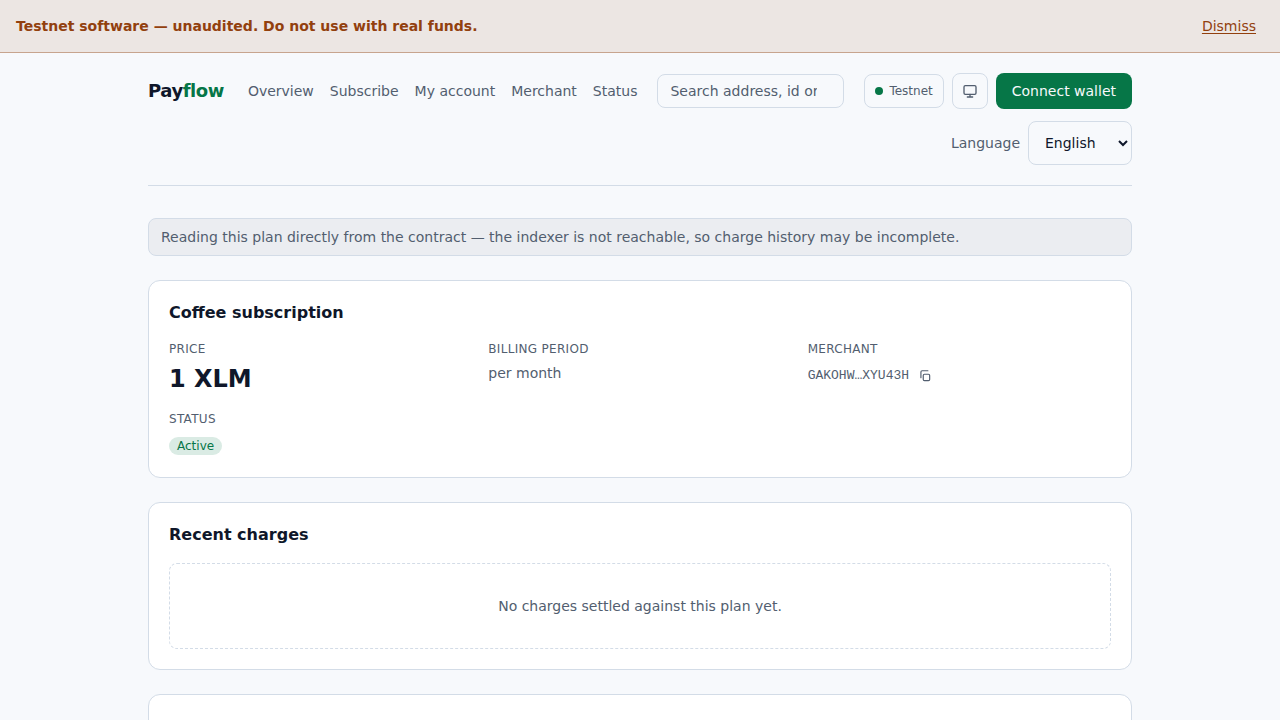 Testnet software — unaudited. Do not use with real funds.
Dismiss
Payflow
Overview
Subscribe
My account
Merchant
Status
Search address, id or
Testnet
Connect wallet
Language
English
Reading this plan directly from the contract — the indexer is not reachable, so charge history may be incomplete.
Coffee subscription
PRICE
1 XLM
BILLING PERIOD
per month
MERCHANT
GAKOHW…XYU43H
STATUS
Active
Recent charges
No charges settled against this plan yet.